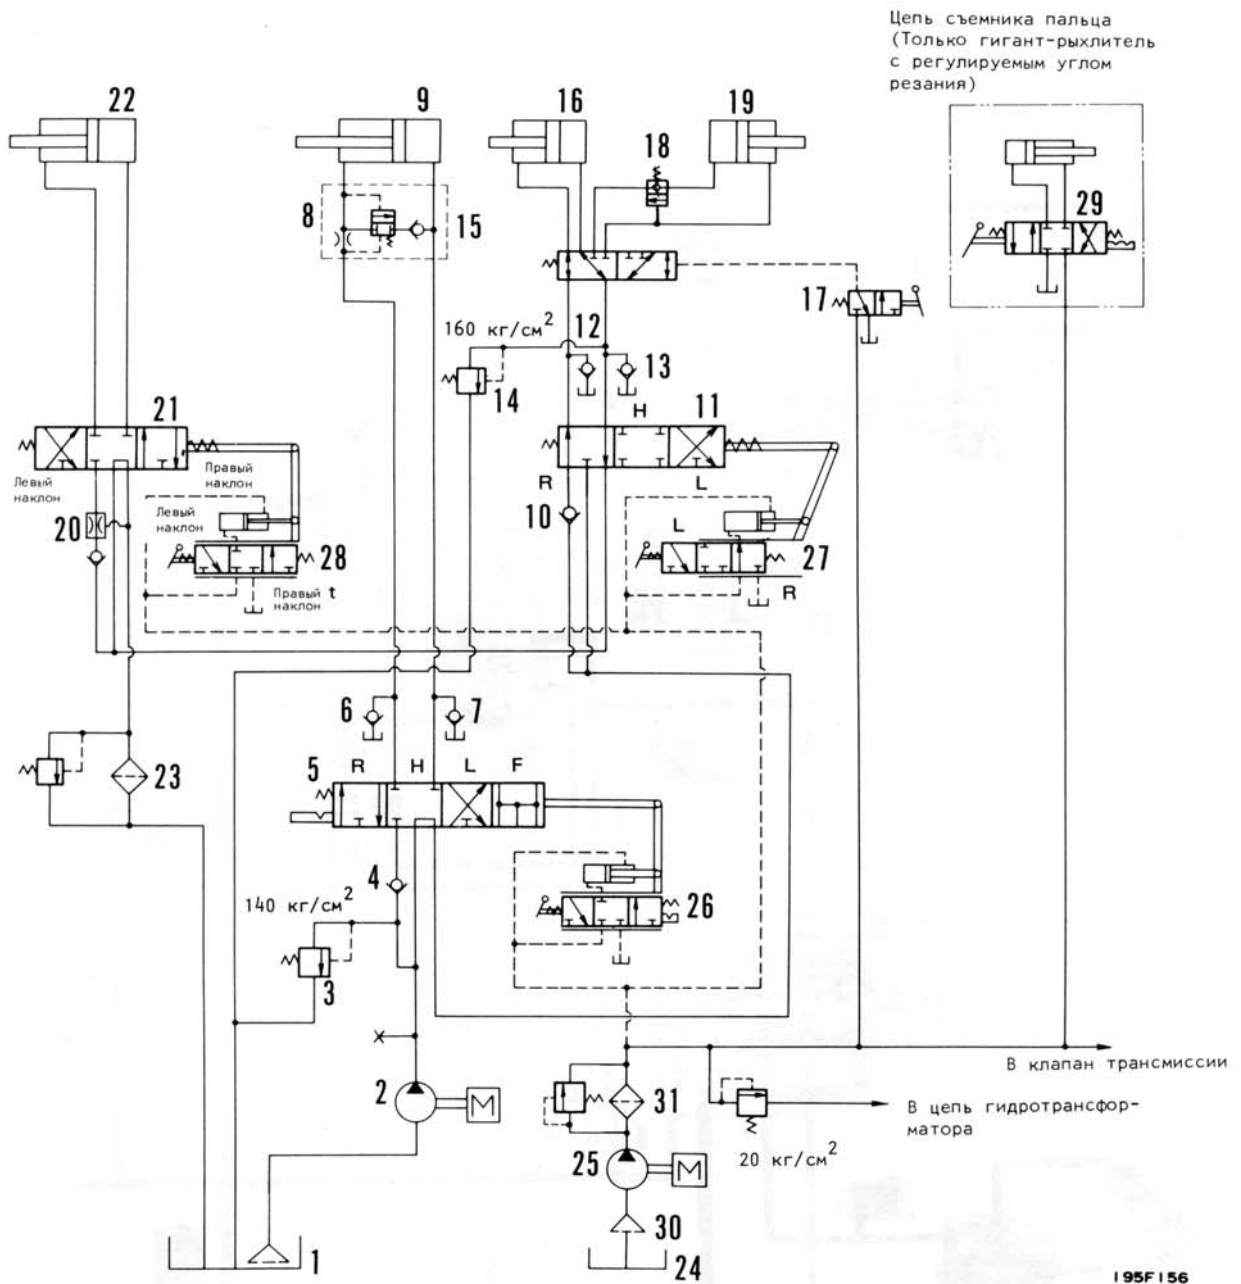 Цепь съемника пальца
(Только гигант-рыхлитель
с регулируемым углом
резания)
22
9
16
19
18
8
15
29
17
160 кг/см²
12
13
14
21
H
11
Левый
наклон
Правый
наклон
R
L
20
Левый
наклон
10
L
28
27
Правый t
наклон
R
6
7
5
R H L F
23
4
140 кг/см²
26
3
В клапан трансмиссии
2
M
31
В цепь гидротрансфор-
матора
25
M
20 кг/см²
30
1
24
195F156